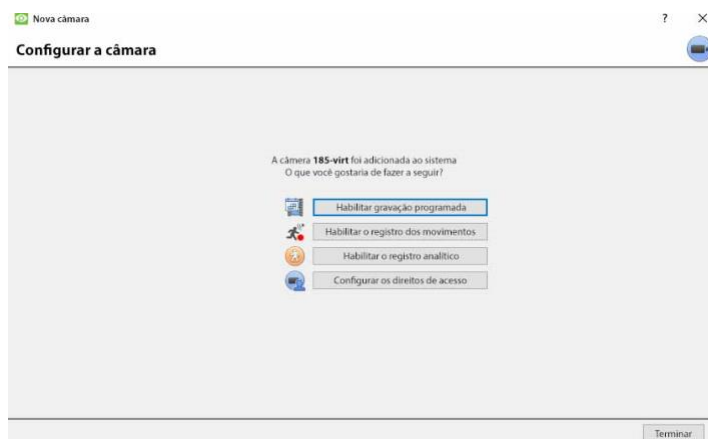 Nova câmara
?
Configurar a câmara
A câmera 185-virt foi adicionada ao sistema
O que você gostaria de fazer a seguir?
Habilitar gravação programada
Habilitar o registro dos movimentos
Habilitar o registro analítico
Configurar os direitos de acesso
Terminar